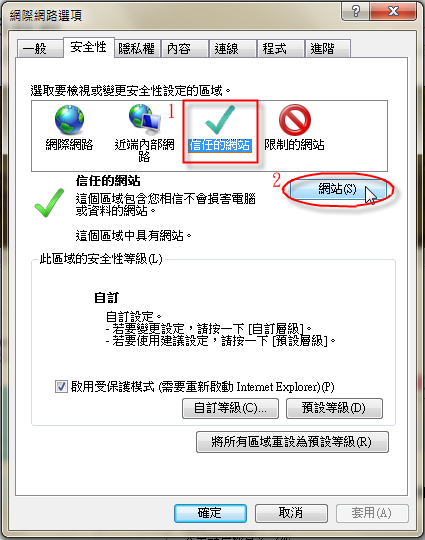 網際網路選項
一般 安全性 隱私權 內容 連線 程式 進階
選取要檢視或變更安全性設定的區域。
1
網際網路 近端內部網路 信任的網站 限制的網站
信任的網站
2 網站(S)
這個區域包含您相信不會損害電腦
或資料的網站。
這個區域中具有網站。
此區域的安全性等級(L)
自訂
自訂設定。
- 若要變更設定，請按一下 [自訂層級]。
- 若要使用建議設定，請按一下 [預設層級]。
啟用受保護模式 (需要重新啟動 Internet Explorer)(P)
自訂等級(C)... 預設等級(D)
將所有區域重設為預設等級(R)
確定 取消 套用(A)